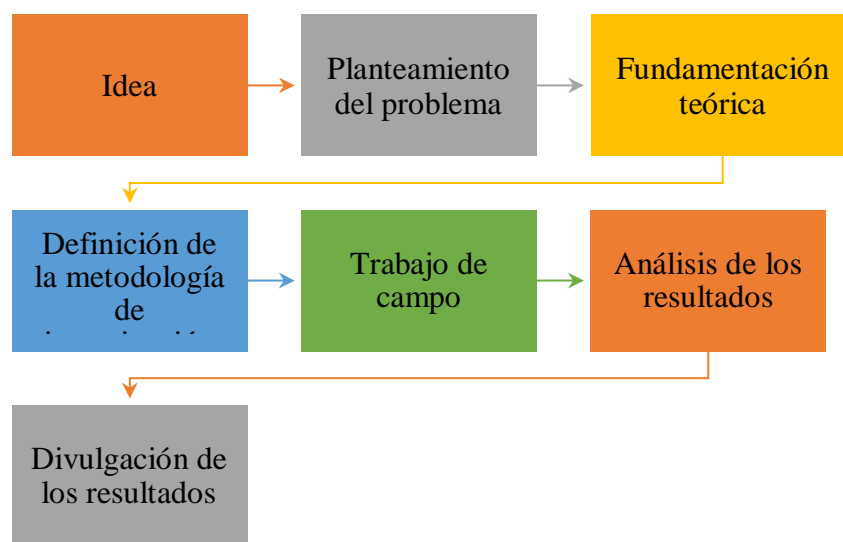 Idea
Planteamiento
del problema
Fundamentación
teórica
Definición de
la metodología
de
Trabajo de
campo
Análisis de los
resultados
Divulgación de
los resultados